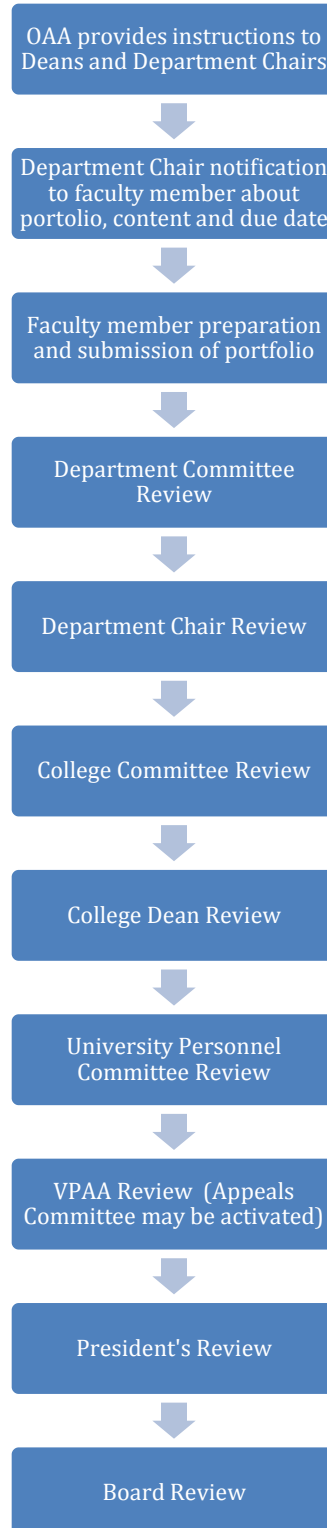 OAA provides instructions to
Deans and Department Chairs
Department Chair notification
to faculty member about
portolio, content and due date
Faculty member preparation
and submission of portfolio
Department Committee
Review
Department Chair Review
College Committee Review
College Dean Review
University Personnel
Committee Review
VPAA Review  (Appeals
Committee may be activated)
President's Review
Board Review